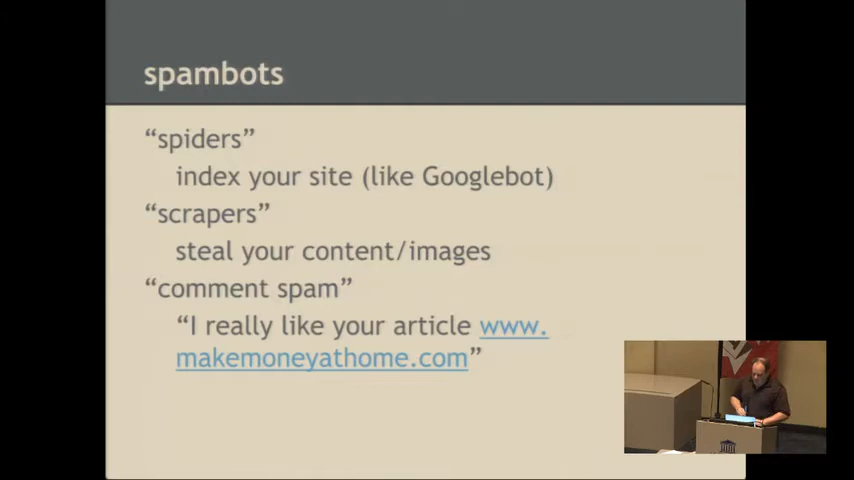 spambots
“spiders”
index your site (like Googlebot)
“scrapers”
steal your content/images
“comment spam”
“I really like your article www.
makemoneyathome.com”